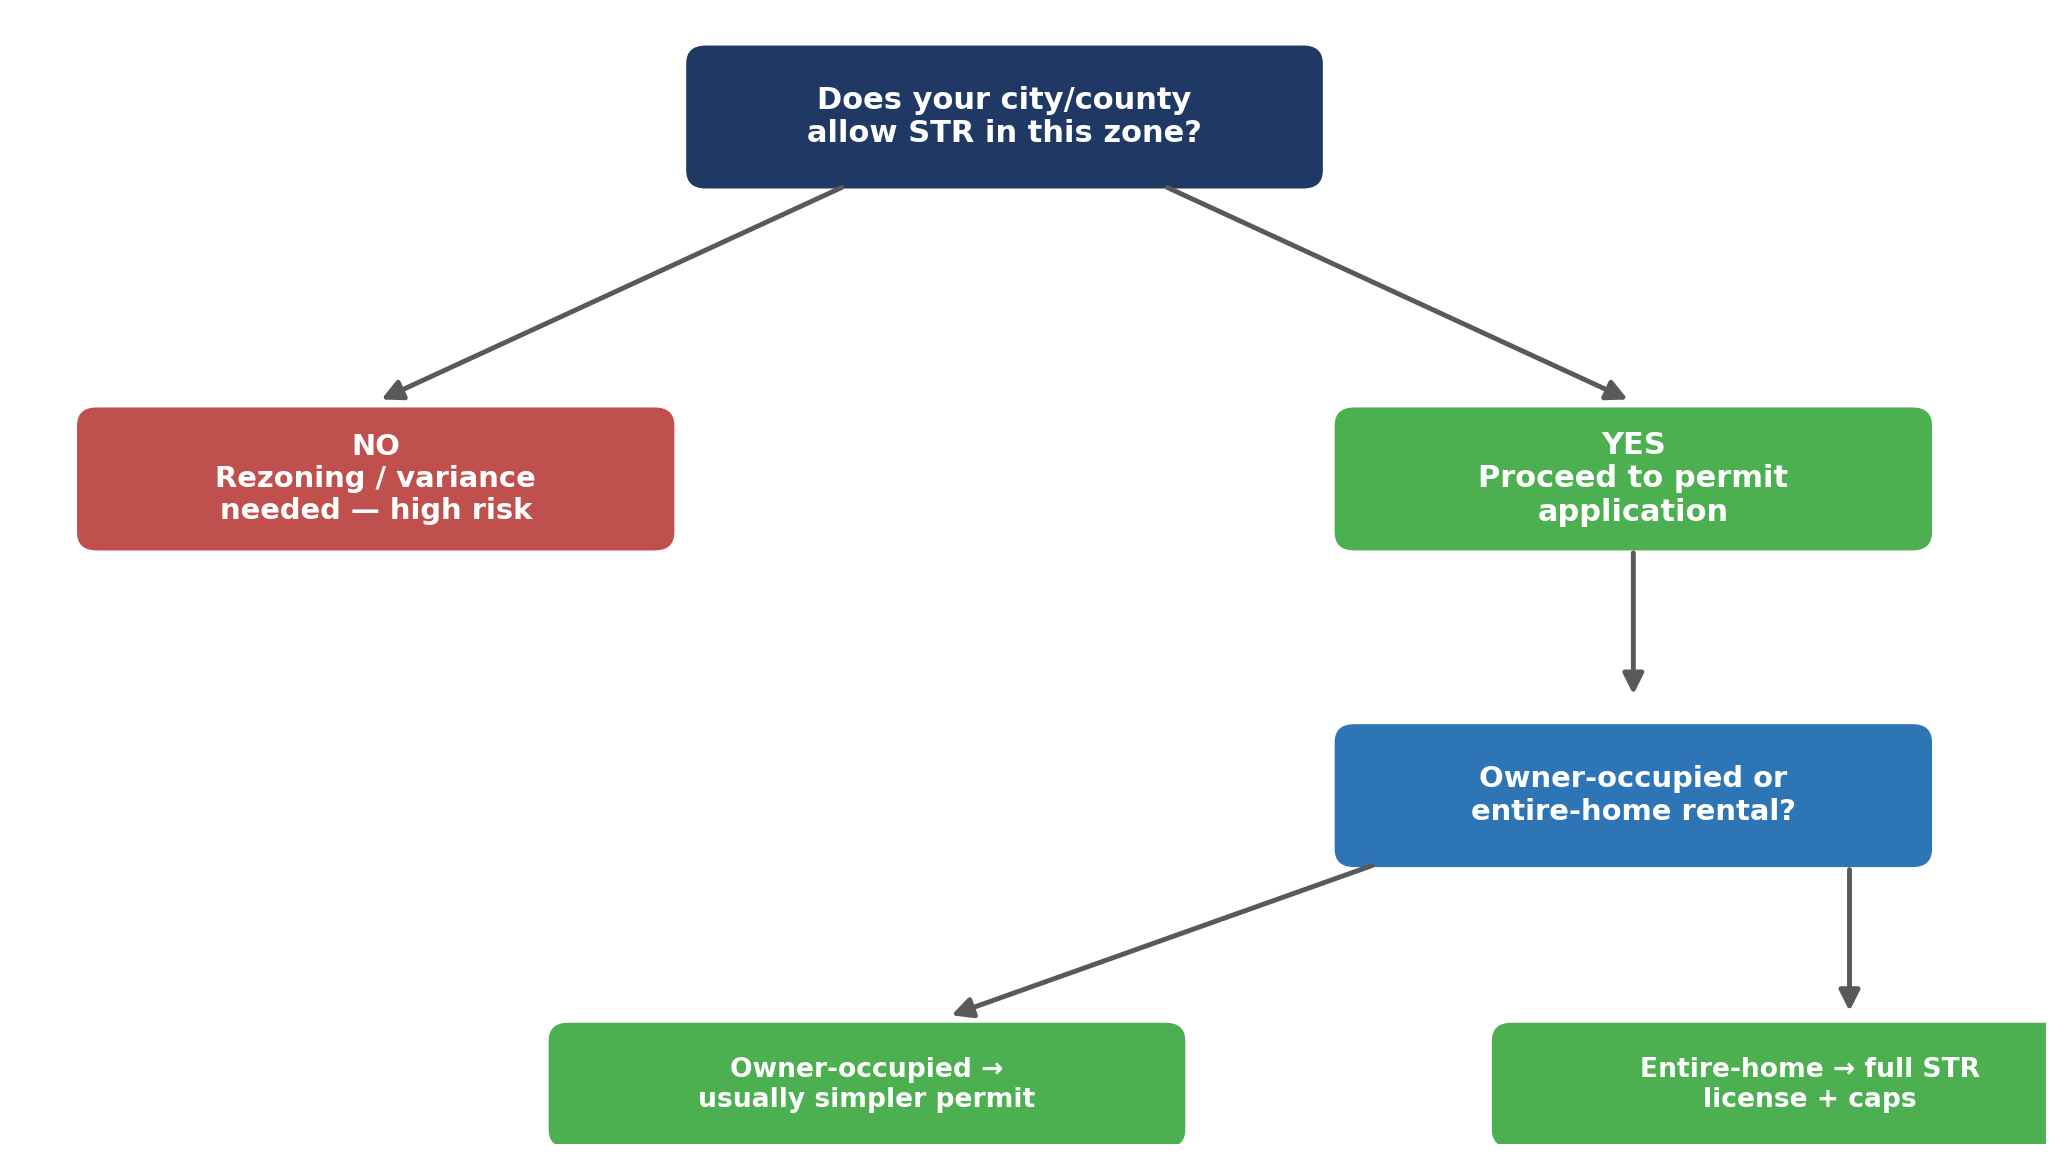 Does your city/county
allow STR in this zone?
NO
Rezoning / variance
needed — high risk
YES
Proceed to permit
application
Owner-occupied or
entire-home rental?
Owner-occupied →
usually simpler permit
Entire-home → full STR
license + caps